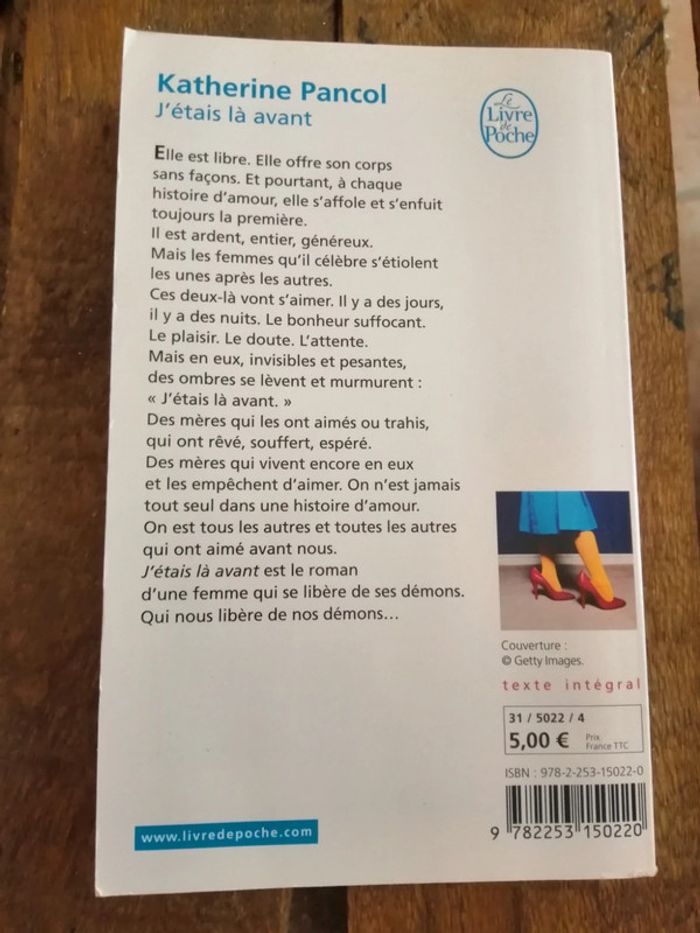 Katherine Pancol
J'étais là avant
Le
Livre
de
Poche
Elle est libre. Elle offre son corps
sans façons. Et pourtant, à chaque
histoire d'amour, elle s'affole et s'enfuit
toujours la première.
Il est ardent, entier, généreux.
Mais les femmes qu'il célèbre s'étiolent
les unes après les autres.
Ces deux-là vont s'aimer. Il y a des jours,
il y a des nuits. Le bonheur suffocant.
Le plaisir. Le doute. L'attente.
Mais en eux, invisibles et pesantes,
des ombres se lèvent et murmurent :
« J'étais là avant. »
Des mères qui les ont aimés ou trahis,
qui ont rêvé, souffert, espéré.
Des mères qui vivent encore en eux
et les empêchent d'aimer. On n'est jamais
tout seul dans une histoire d'amour.
On est tous les autres et toutes les autres
qui ont aimé avant nous.
J'étais là avant est le roman
d'une femme qui se libère de ses démons.
Qui nous libère de nos démons...
Couverture :
© Getty Images.
texte intégral
31 / 5022 / 4
5,00 € Prix
France TTC
ISBN : 978-2-253-15022-0
9 782253 150220
www.livredepoche.com